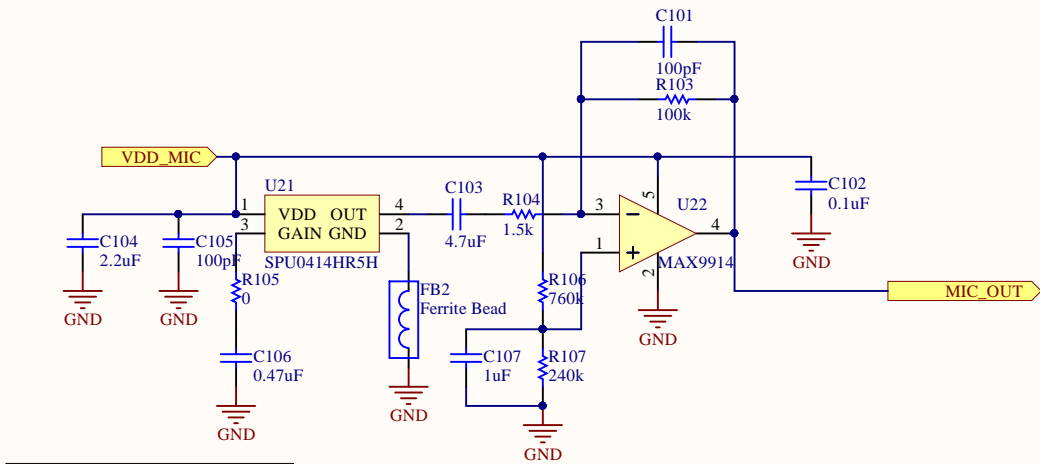 C101
100pF
R103
100k
VDD_MIC
U21
1
3
VDD OUT
GAIN GND
4
2
SPU0414HR5H
C103
4.7uF
R104
1.5k
3
1
5
2
U22
4
MAX9914
C102
0.1uF
GND
C104
2.2uF
GND
C105
100pF
GND
R105
0
C106
0.47uF
GND
FB2
Ferrite Bead
GND
R106
760k
C107
1uF
R107
240k
GND
GND
MIC_OUT